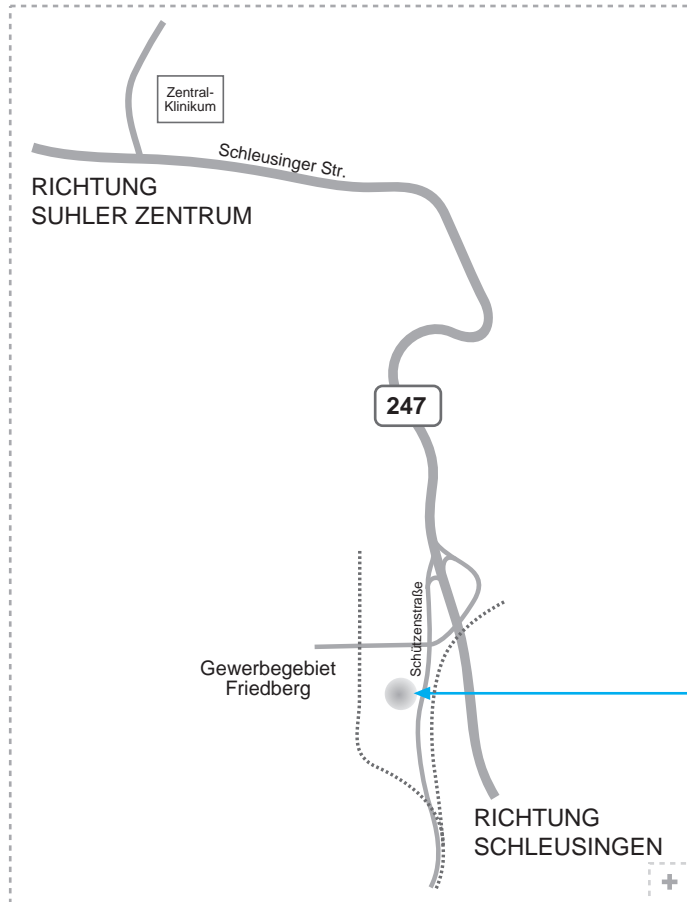 Zentral-
Klinikum
Schleusinger Str.
RICHTUNG
SUHLER ZENTRUM
247
Schützenstraße
Gewerbegebiet
Friedberg
RICHTUNG
SCHLEUSINGEN